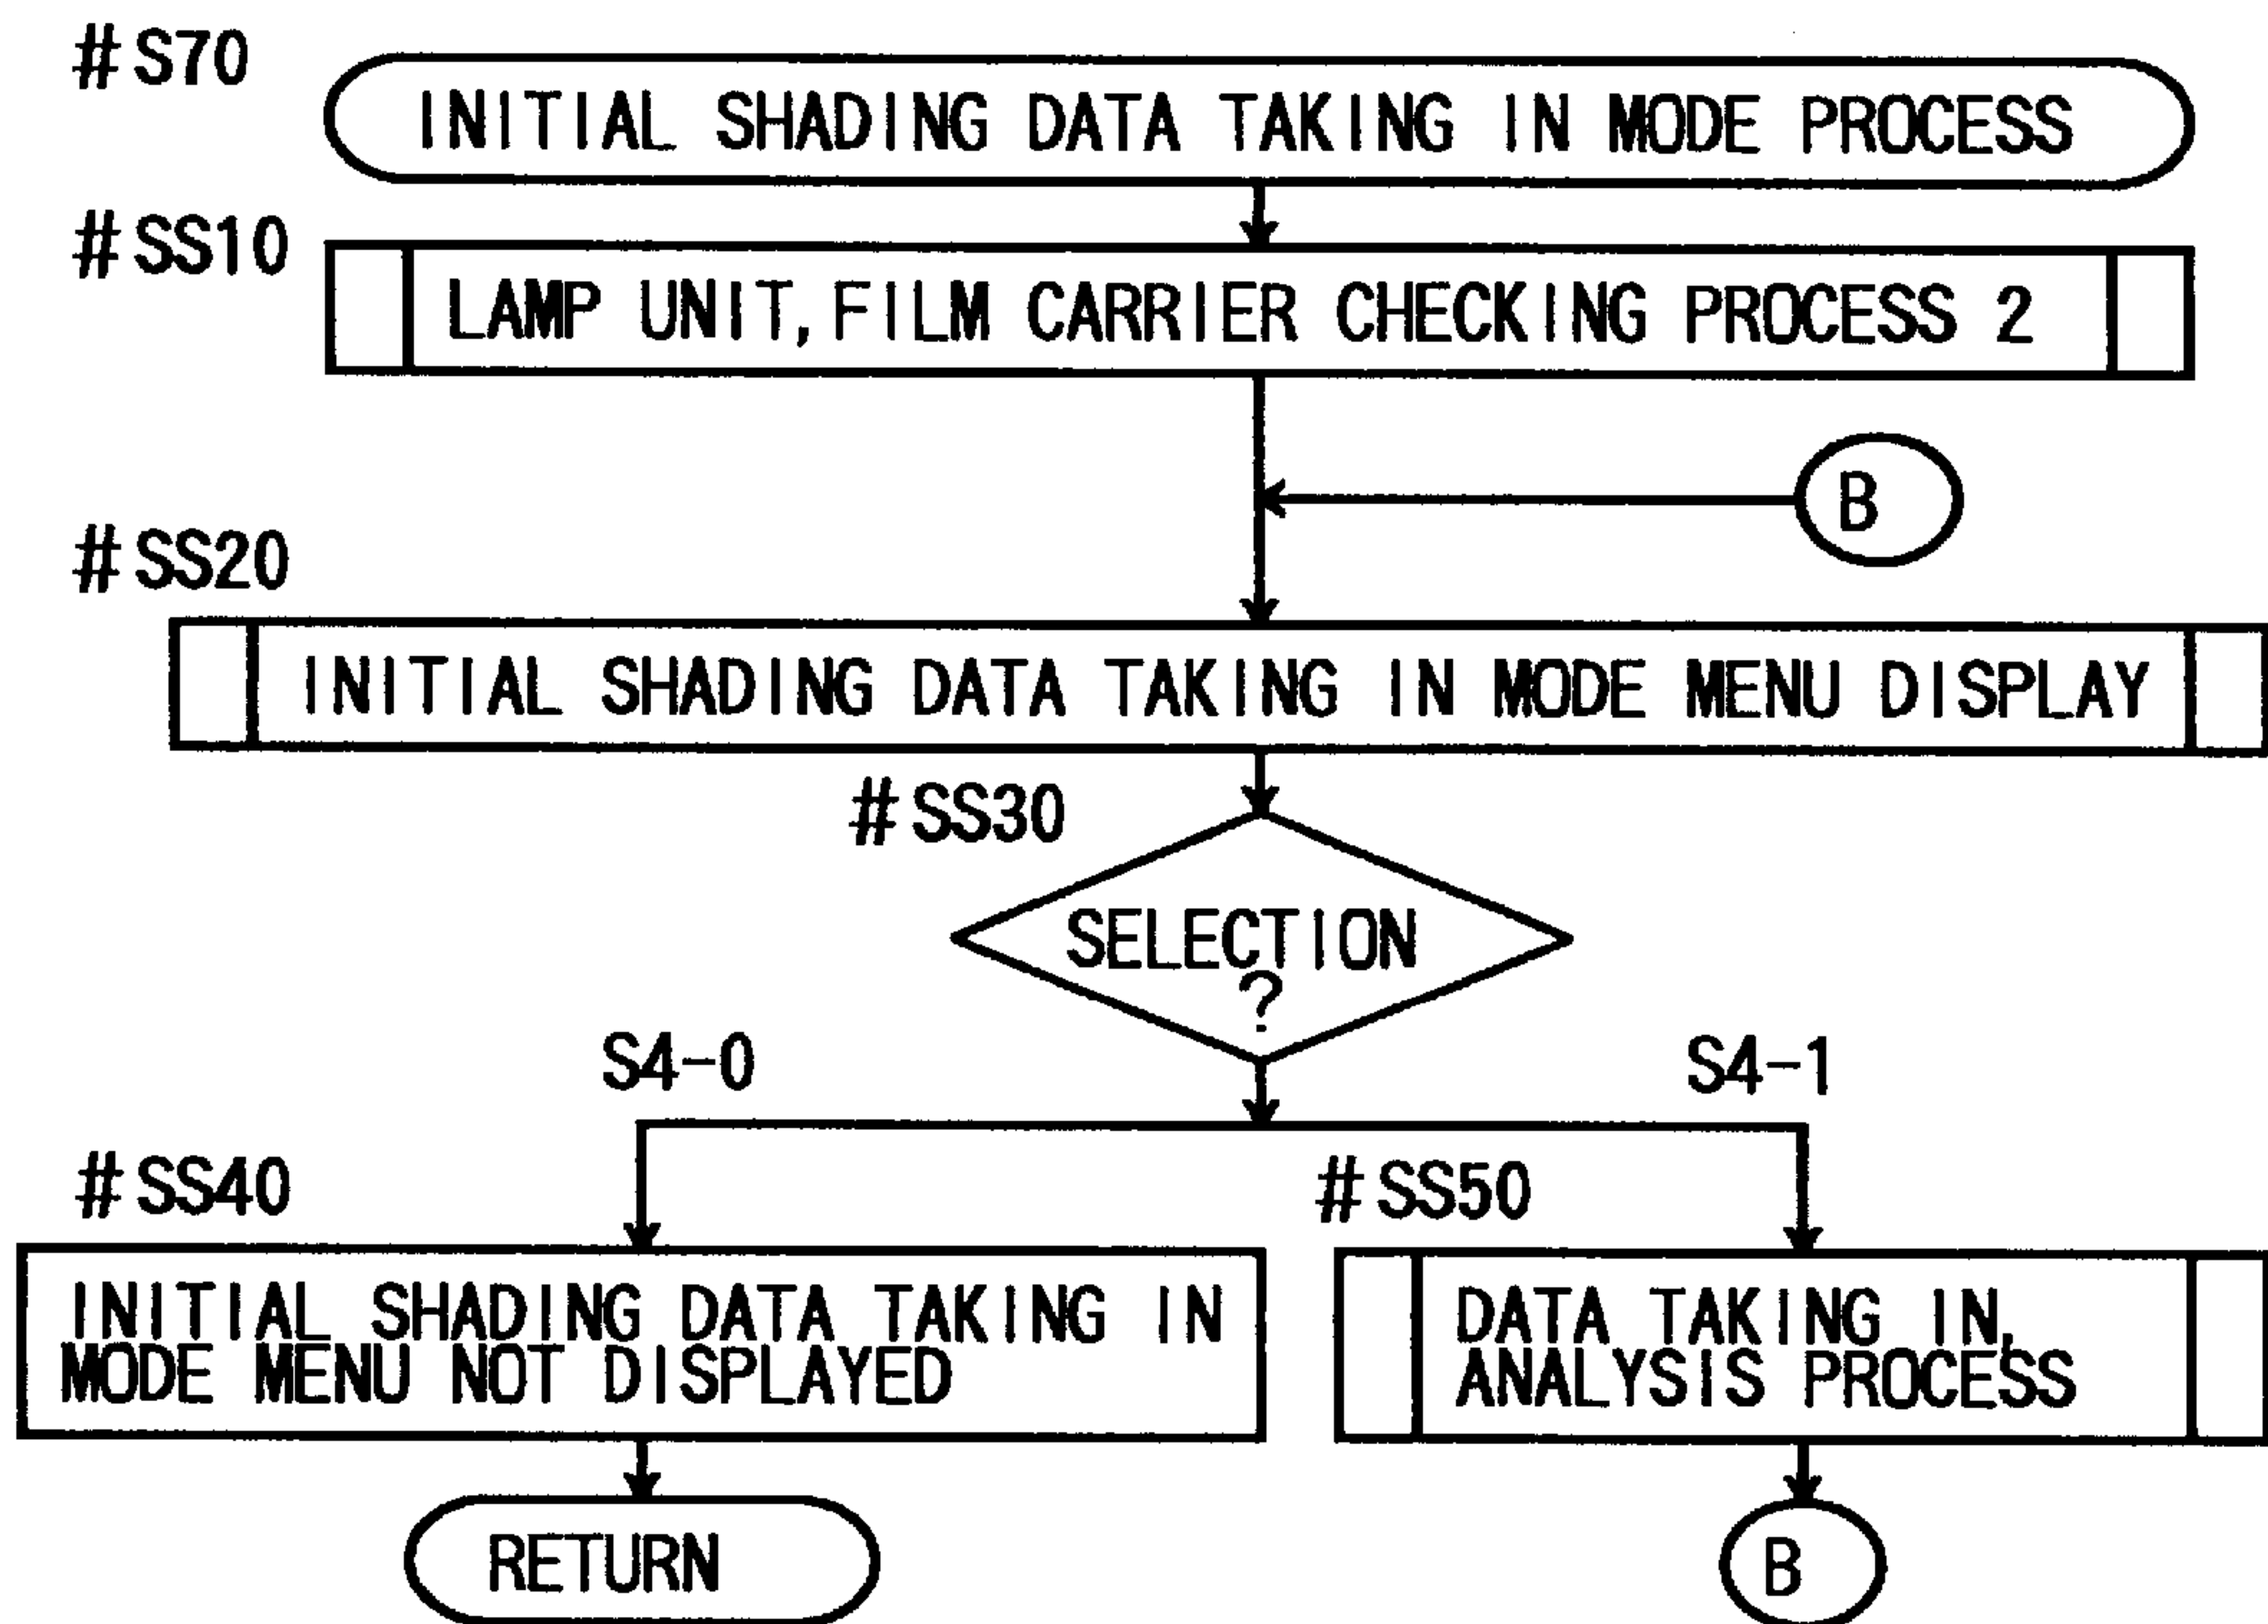 #S70
INITIAL SHADING DATA TAKING IN MODE PROCESS
#SS10
LAMP UNIT, FILM CARRIER CHECKING PROCESS 2
B
#SS20
INITIAL SHADING DATA TAKING IN MODE MENU DISPLAY
#SS30
SELECTION
?
S4-0
S4-1
#SS40
INITIAL SHADING DATA TAKING IN
MODE MENU NOT DISPLAYED
#SS50
DATA TAKING IN,
ANALYSIS PROCESS
RETURN
B